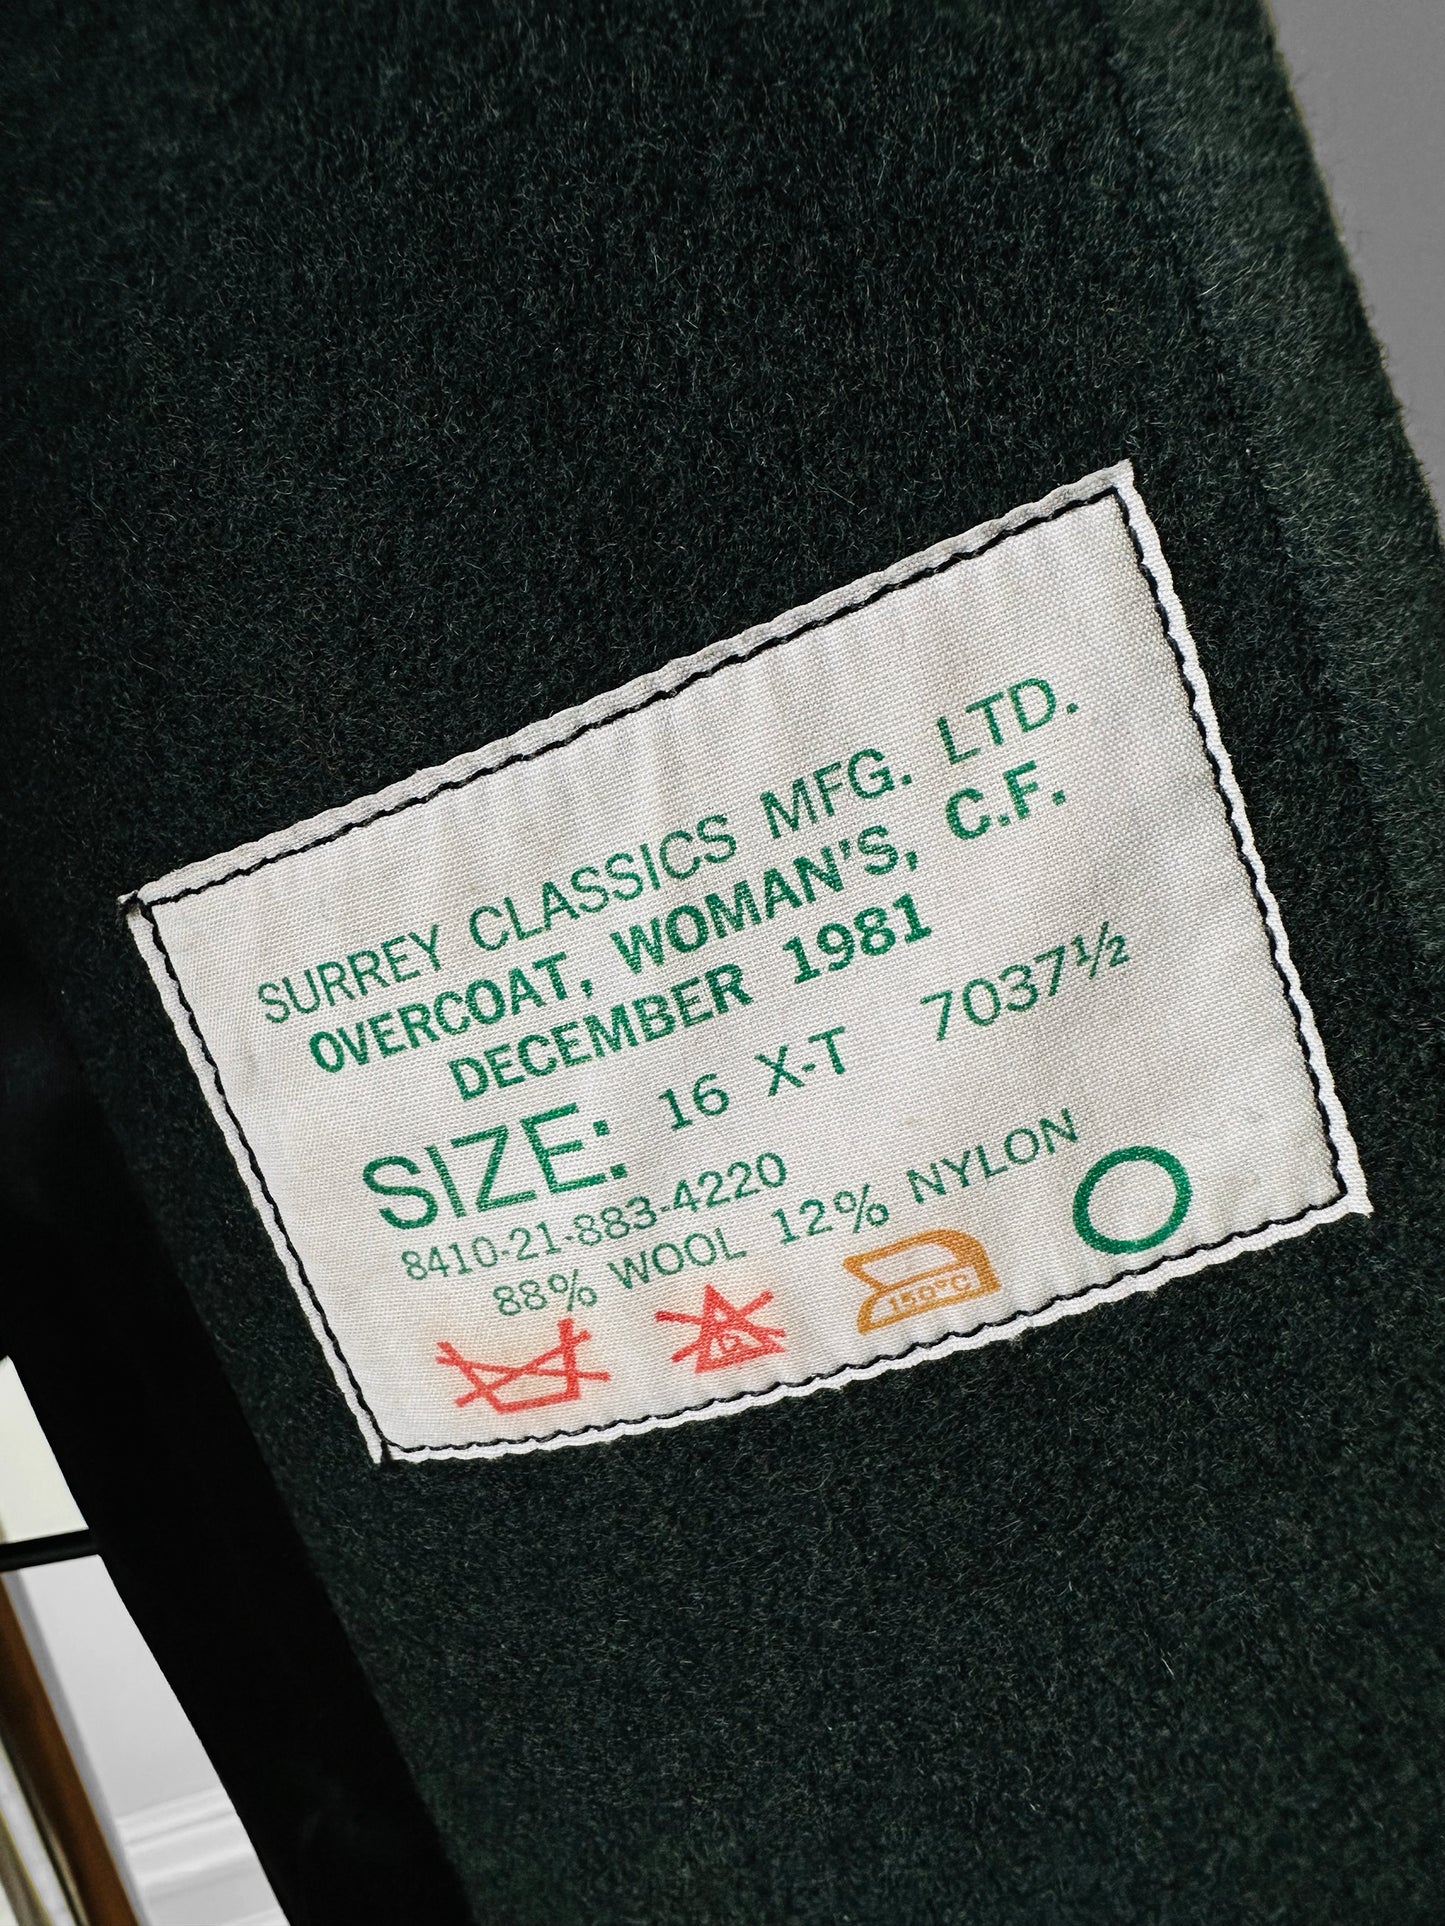 SURREY CLASSICS MFG. LTD.
OVERCOAT, WOMAN'S, C.F.
DECEMBER 1981
SIZE: 16 X-T 7037½
8410-21-883-4220
88% WOOL 12% NYLON
150°C